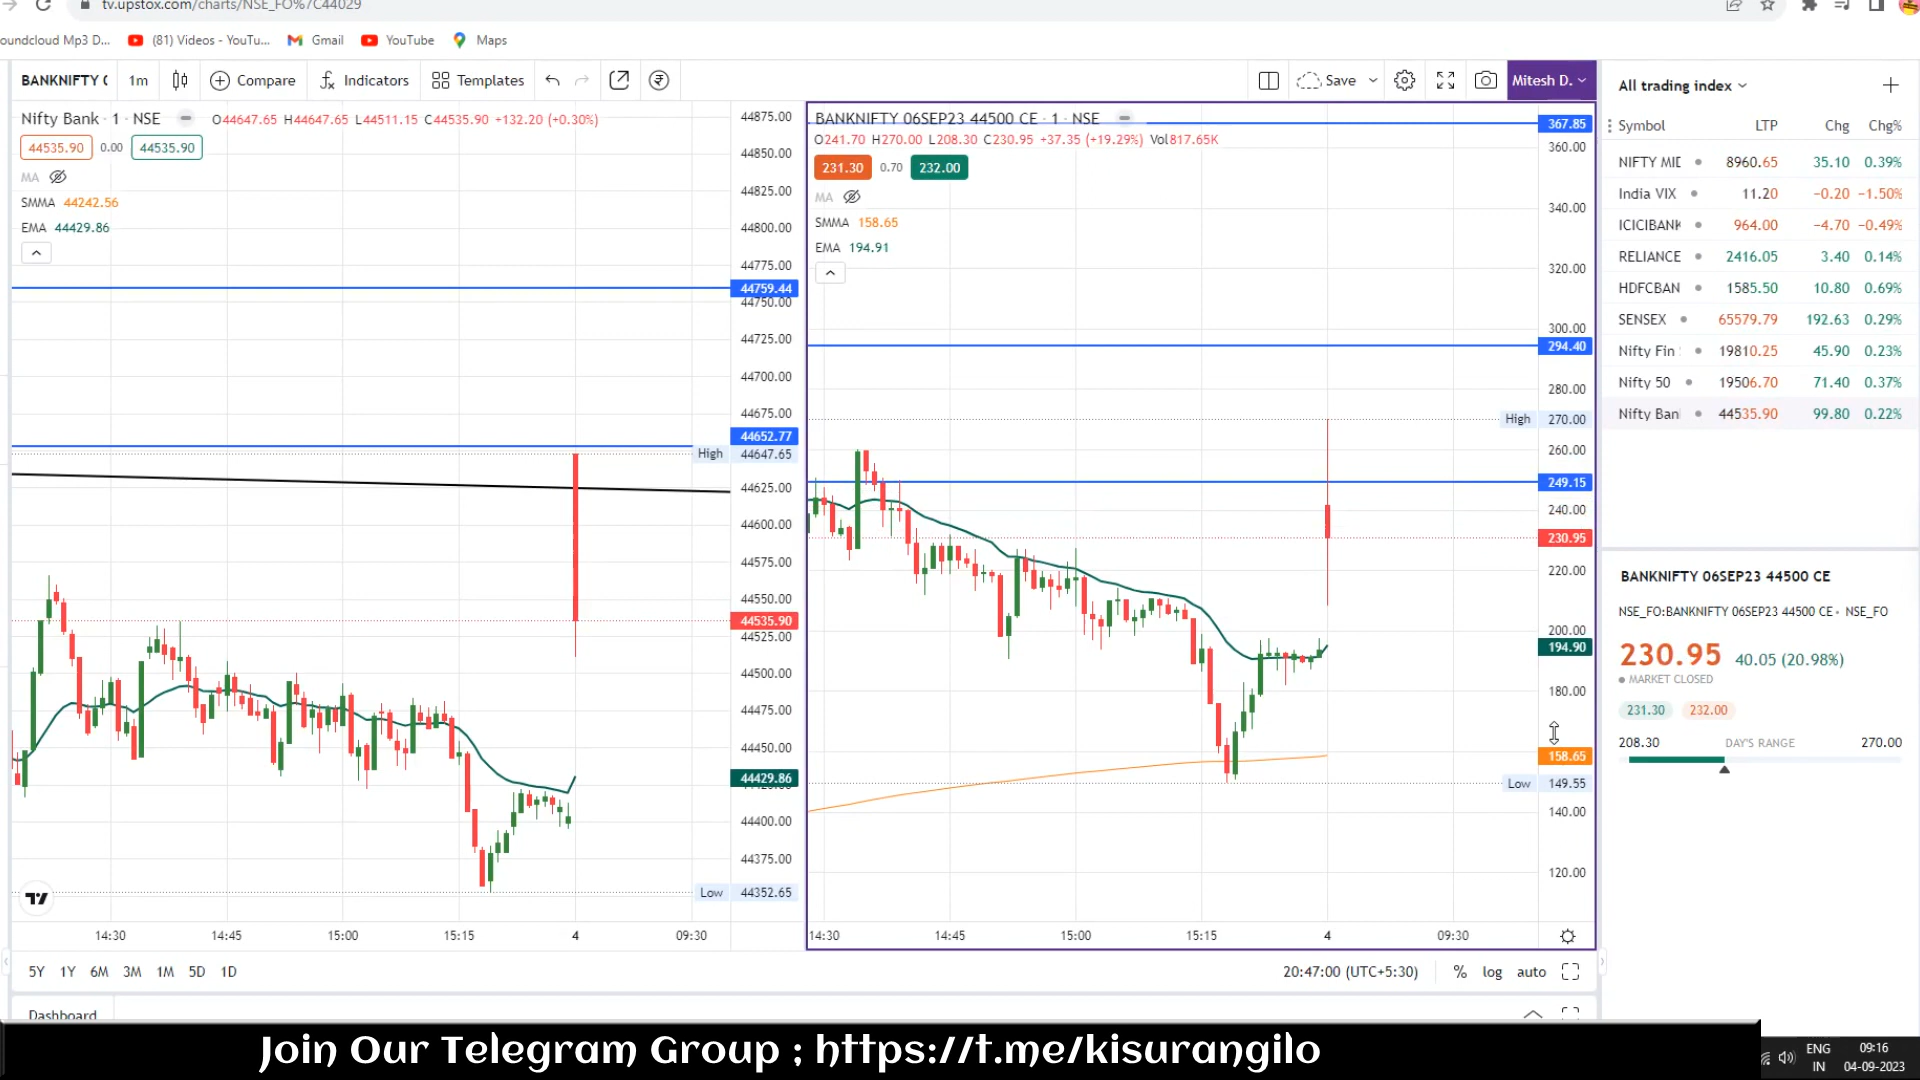 tv.upstox.com/charts/NSE_FO%7C44029
oundcloud Mp3 D... (81) Videos - YouTu... Gmail YouTube Maps
BANKNIFTY 1m Compare Indicators Templates Save Mitesh D.
Nifty Bank · 1 · NSE O44647.65 H44647.65 L44511.15 C44535.90 +132.20 (+0.30%)
44535.90 0.00 44535.90
MA
SMMA 44242.56
EMA 44429.86
44875.00
44850.00
44825.00
44800.00
44775.00
44759.44
44750.00
44725.00
44700.00
44675.00
44652.77
High 44647.65
44625.00
44600.00
44575.00
44550.00
44535.90
44525.00
44500.00
44475.00
44450.00
44429.86
44400.00
44375.00
Low 44352.65
14:30 14:45 15:00 15:15 4 09:30
BANKNIFTY 06SEP23 44500 CE · 1 · NSE
O241.70 H270.00 L208.30 C230.95 +37.35 (+19.29%) Vol817.65K
231.30 0.70 232.00
MA
SMMA 158.65
EMA 194.91
367.85
360.00
340.00
320.00
300.00
294.40
280.00
High 270.00
260.00
249.15
240.00
230.95
220.00
200.00
194.90
180.00
158.65
Low 149.55
140.00
120.00
14:30 14:45 15:00 15:15 4 09:30
5Y 1Y 6M 3M 1M 5D 1D
20:47:00 (UTC+5:30) % log auto
Dashboard
All trading index
Symbol LTP Chg Chg%
NIFTY MID 8960.65 35.10 0.39%
India VIX 11.20 −0.20 −1.50%
ICICIBANK 964.00 −4.70 −0.49%
RELIANCE 2416.05 3.40 0.14%
HDFCBAN 1585.50 10.80 0.69%
SENSEX 65579.79 192.63 0.29%
Nifty Fin 19810.25 45.90 0.23%
Nifty 50 19506.70 71.40 0.37%
Nifty Ban 44535.90 99.80 0.22%
BANKNIFTY 06SEP23 44500 CE
NSE_FO:BANKNIFTY 06SEP23 44500 CE • NSE_FO
230.95 40.05 (20.98%)
MARKET CLOSED
231.30 232.00
208.30 DAY'S RANGE 270.00
Join Our Telegram Group ; https://t.me/kisurangilo
ENG 09:16
IN 04-09-2023